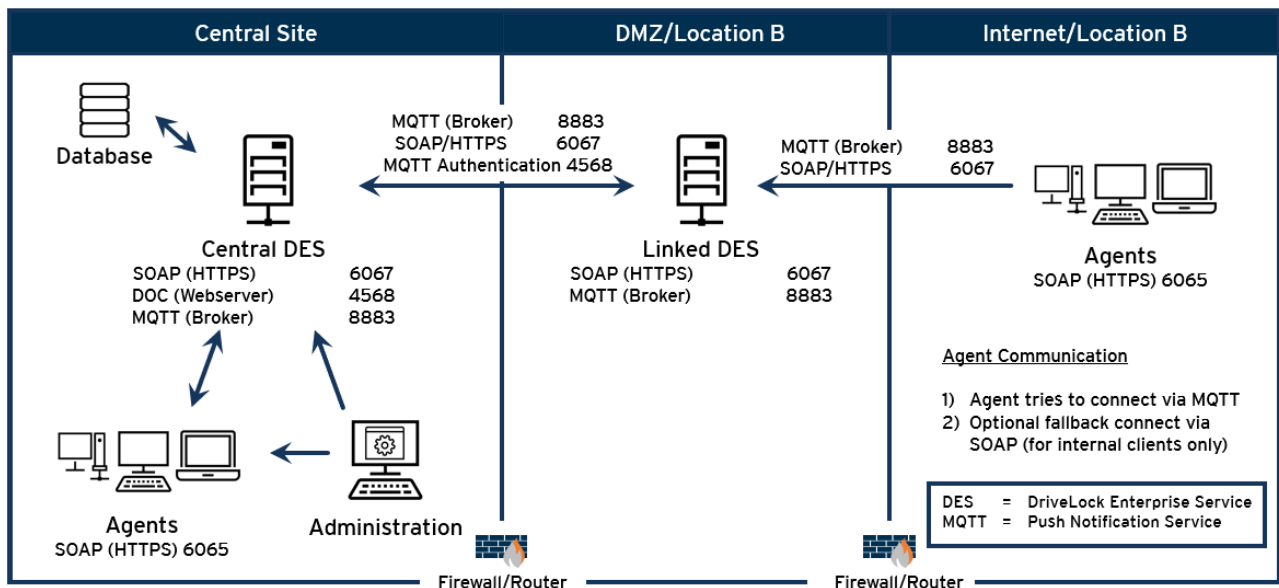 Central Site
DMZ/Location B
Internet/Location B
Database
MQTT (Broker) 8883
SOAP/HTTPS 6067
MQTT Authentication 4568
MQTT (Broker) 8883
SOAP/HTTPS 6067
Central DES
SOAP (HTTPS) 6067
DOC (Webserver) 4568
MQTT (Broker) 8883
Linked DES
SOAP (HTTPS) 6067
MQTT (Broker) 8883
Agents
SOAP (HTTPS) 6065
Agent Communication
1) Agent tries to connect via MQTT
2) Optional fallback connect via
SOAP (for internal clients only)
Agents
SOAP (HTTPS) 6065
Administration
DES = DriveLock Enterprise Service
MQTT = Push Notification Service
Firewall/Router
Firewall/Router